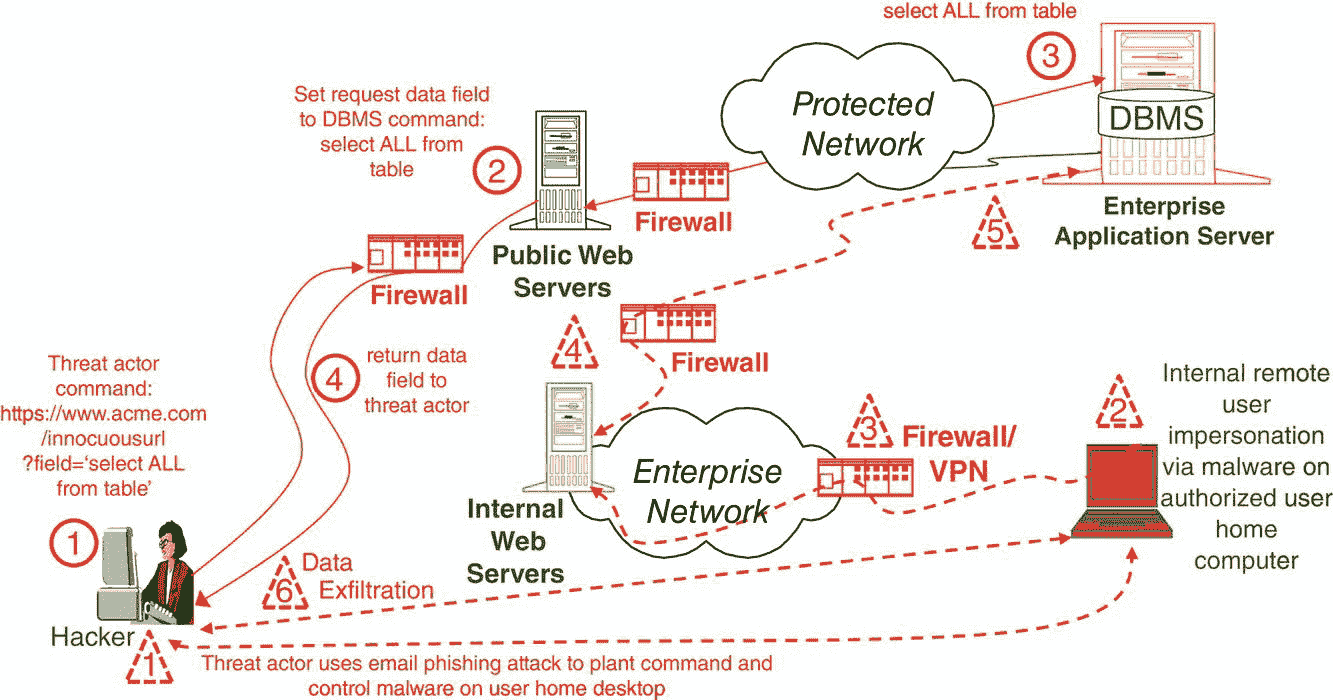 select ALL from table
3
Protected
Network
DBMS
Enterprise
Application Server
5
Set request data field
to DBMS command:
select ALL from
table
2
Firewall
Public Web
Servers
Firewall
4
Firewall
Threat actor
command:
https://www.acme.com
/innocuousurl
?field=‘select ALL
from table’
1
4
return data
field to
threat actor
Internal remote
user
impersonation
via malware on
authorized user
home
computer
2
3
Firewall/
VPN
Enterprise
Network
Internal
Web
Servers
6
Data
Exfiltration
Hacker
1
Threat actor uses email phishing attack to plant command and
control malware on user home desktop